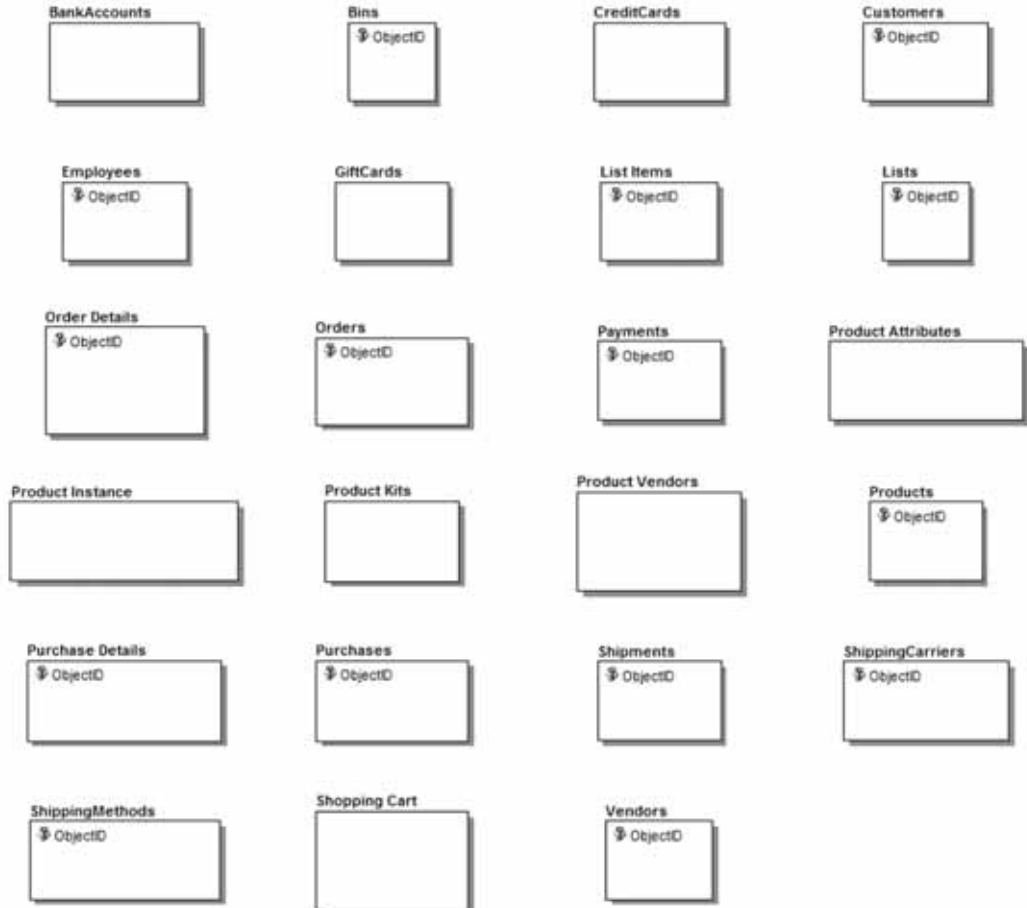 BankAccounts
Bins
ObjectID
CreditCards
Customers
ObjectID
Employees
ObjectID
GiftCards
List Items
ObjectID
Lists
ObjectID
Order Details
ObjectID
Orders
ObjectID
Payments
ObjectID
Product Attributes
Product Instance
Product Kits
Product Vendors
Products
ObjectID
Purchase Details
ObjectID
Purchases
ObjectID
Shipments
ObjectID
ShippingCarriers
ObjectID
ShippingMethods
ObjectID
Shopping Cart
Vendors
ObjectID